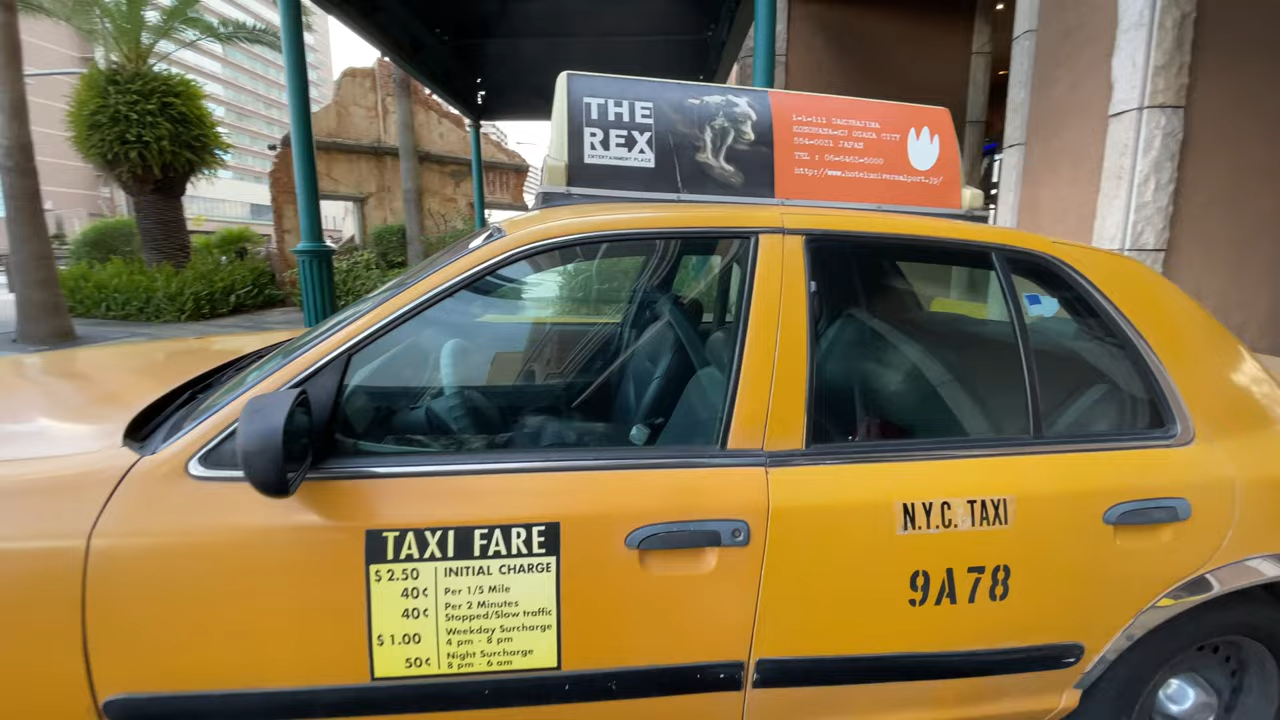 THE
REX
ENTERTAINMENT PLACE
1-1-111 SAKURAJIMA
KONOHANA-KU OSAKA CITY
554-0031 JAPAN
TEL : 06-6463-5000
http://www.hoteluniversalport.jp/
TAXI FARE
$2.50 INITIAL CHARGE
40¢ Per 1/5 Mile
40¢ Per 2 Minutes
Stopped/Slow traffic
$1.00 Weekday Surcharge
4 pm - 8 pm
50¢ Night Surcharge
8 pm - 6 am
N.Y.C. TAXI
9A78